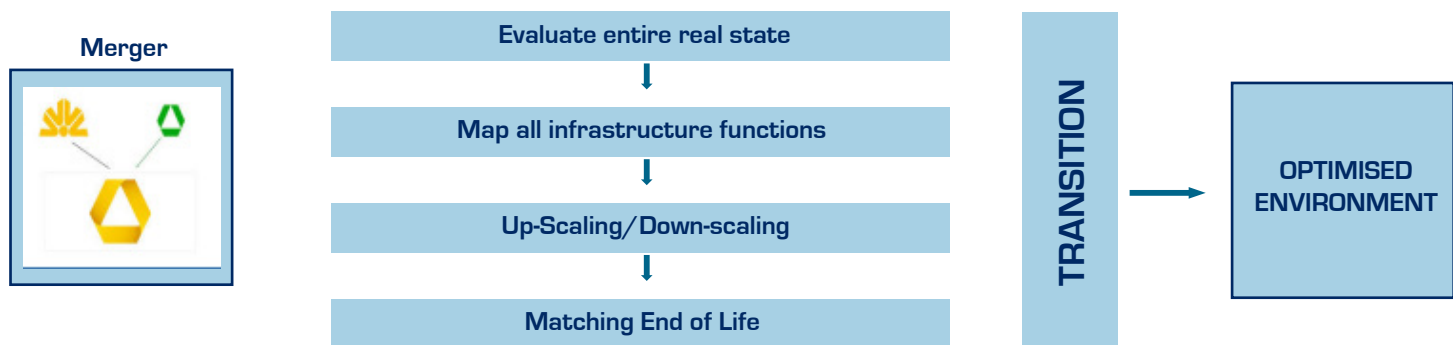 Merger
Evaluate entire real state
Map all infrastructure functions
Up-Scaling/Down-scaling
Matching End of Life
TRANSITION
OPTIMISED
ENVIRONMENT